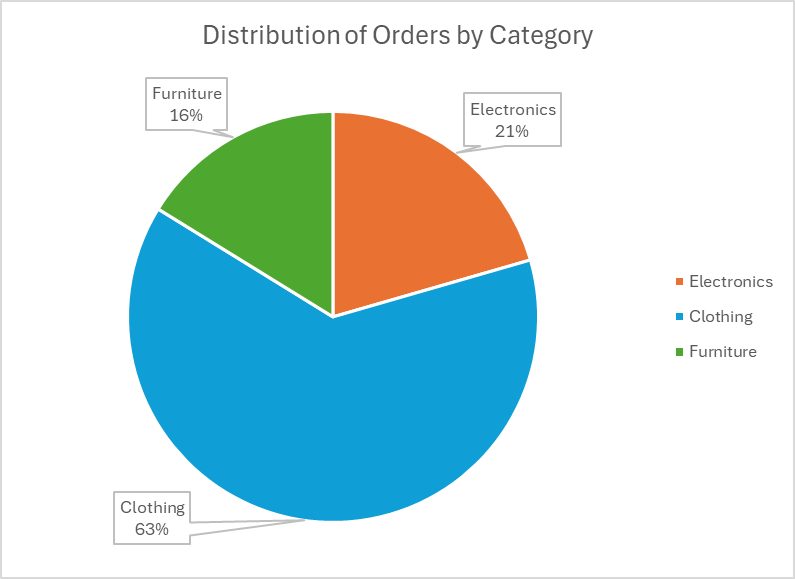 Distribution of Orders by Category
Furniture
16%
Electronics
21%
Clothing
63%
Electronics
Clothing
Furniture